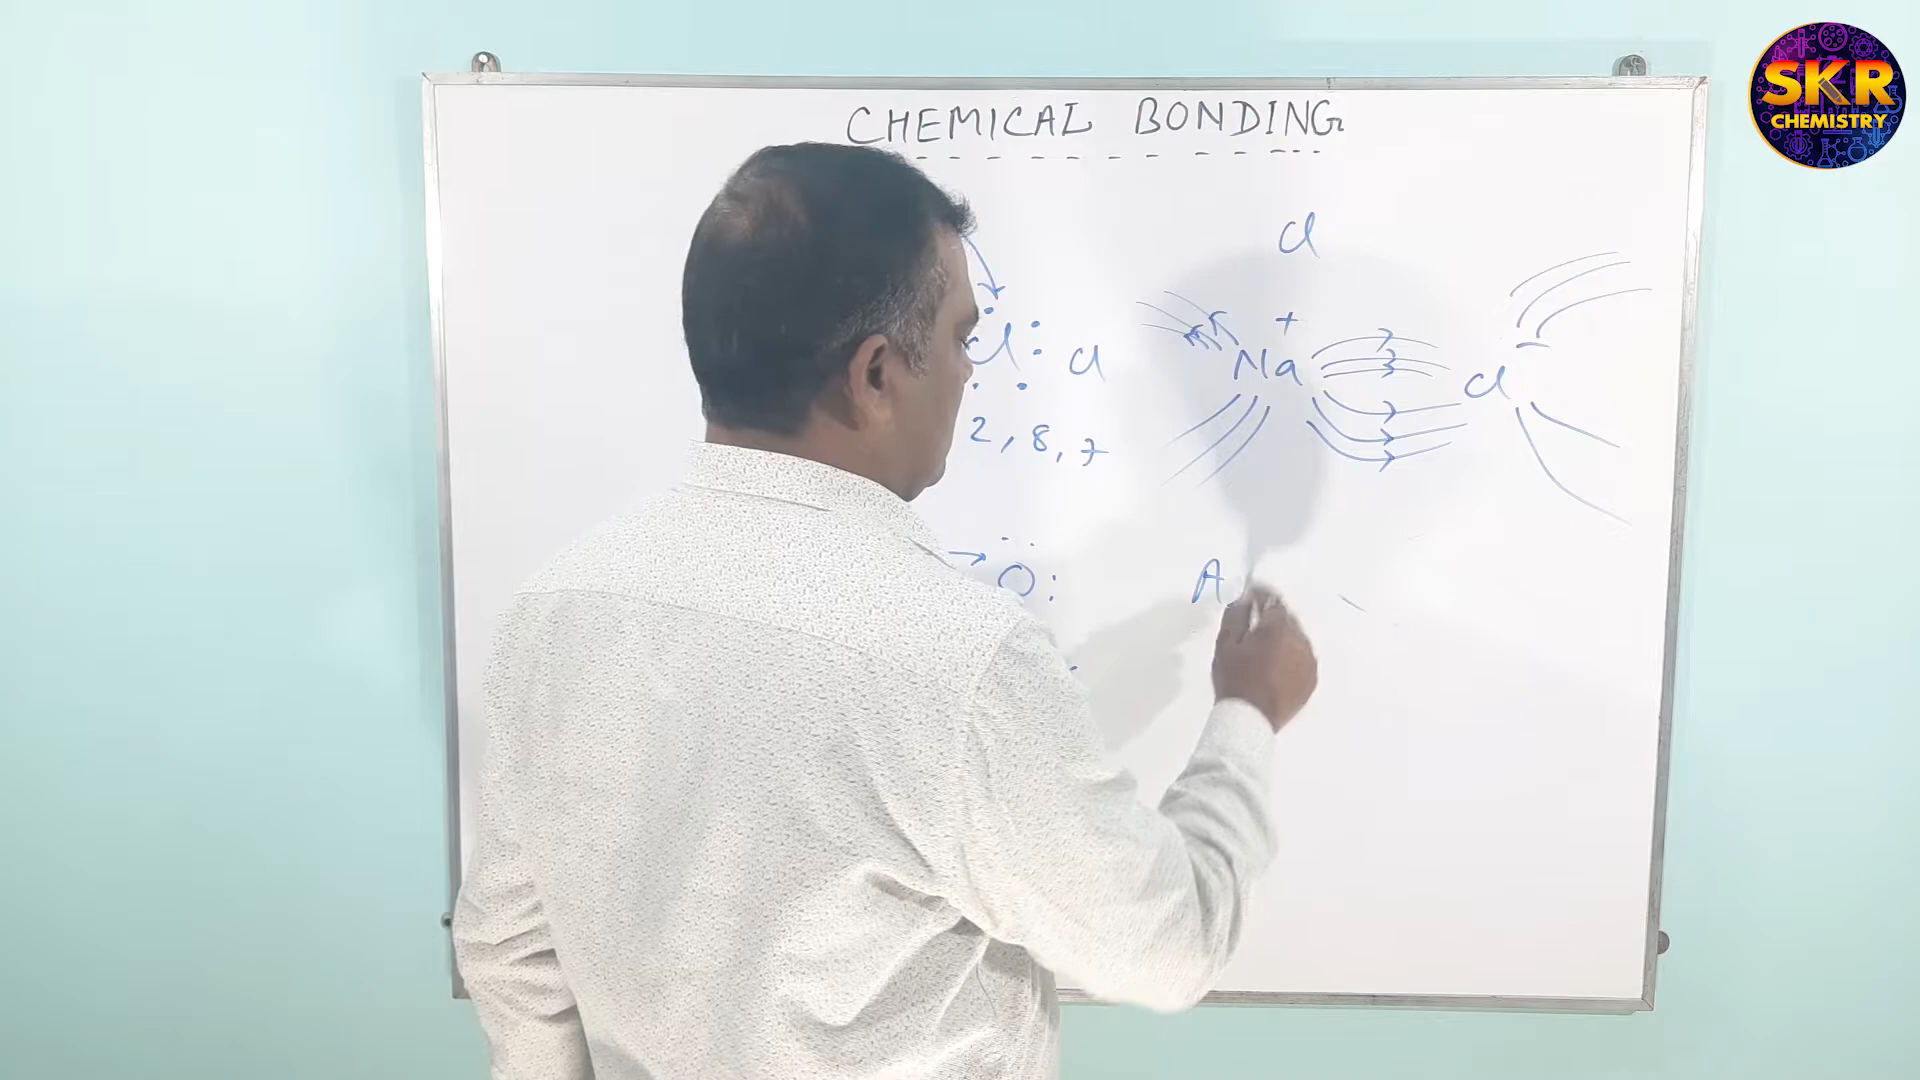 SKR
CHEMISTRY
CHEMICAL BONDING
Cl
+
Cl Cl
Na
Cl
2, 8, 7
O:
A